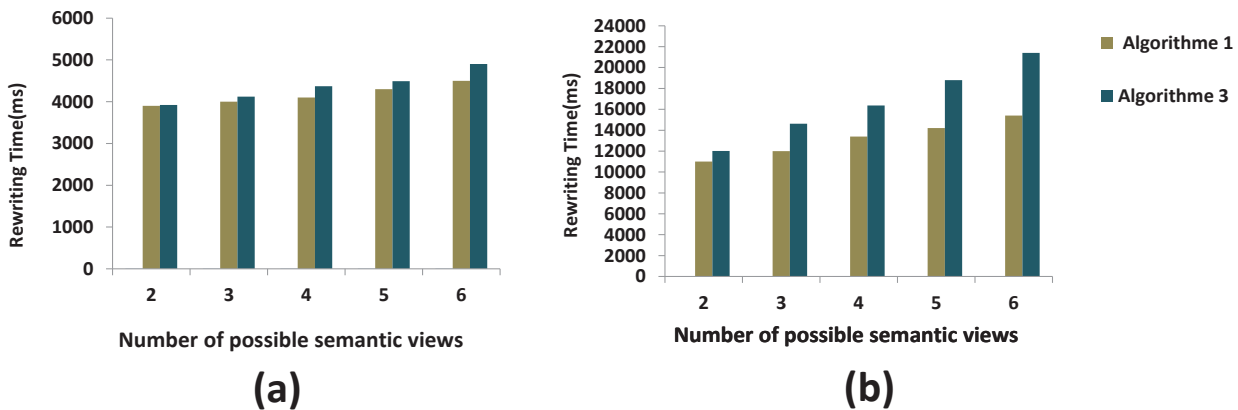 6000
5000
4000
3000
2000
1000
0
Rewriting Time(ms)
2 3 4 5 6
Number of possible semantic views
(a)
24000
22000
20000
18000
16000
14000
12000
10000
8000
6000
4000
2000
0
Rewriting Time(ms)
2 3 4 5 6
Number of possible semantic views
(b)
Algorithme 1
Algorithme 3